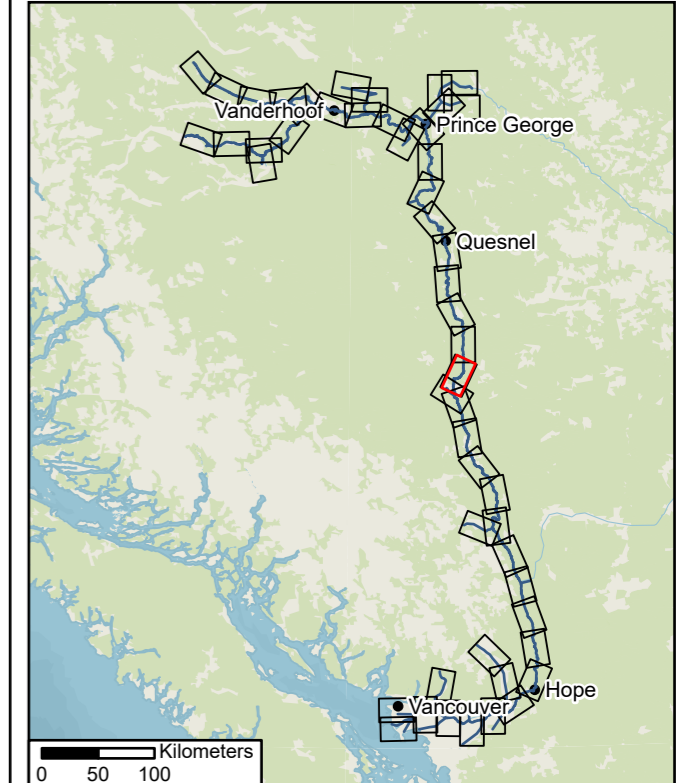 Vanderhoof
Prince George
Quesnel
Hope
Vancouver
Kilometers
0 50 100